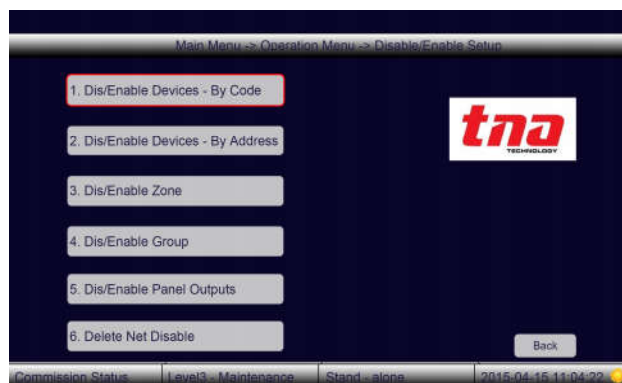 Main Menu -> Operation Menu -> Disable/Enable Setup
1. Dis/Enable Devices - By Code
2. Dis/Enable Devices - By Address
3. Dis/Enable Zone
4. Dis/Enable Group
5. Dis/Enable Panel Outputs
6. Delete Net Disable
tna
TECHNOLOGY
Back
Commission Status
Level3 - Maintenance
Stand - alone
2015-04-15 11:04:22